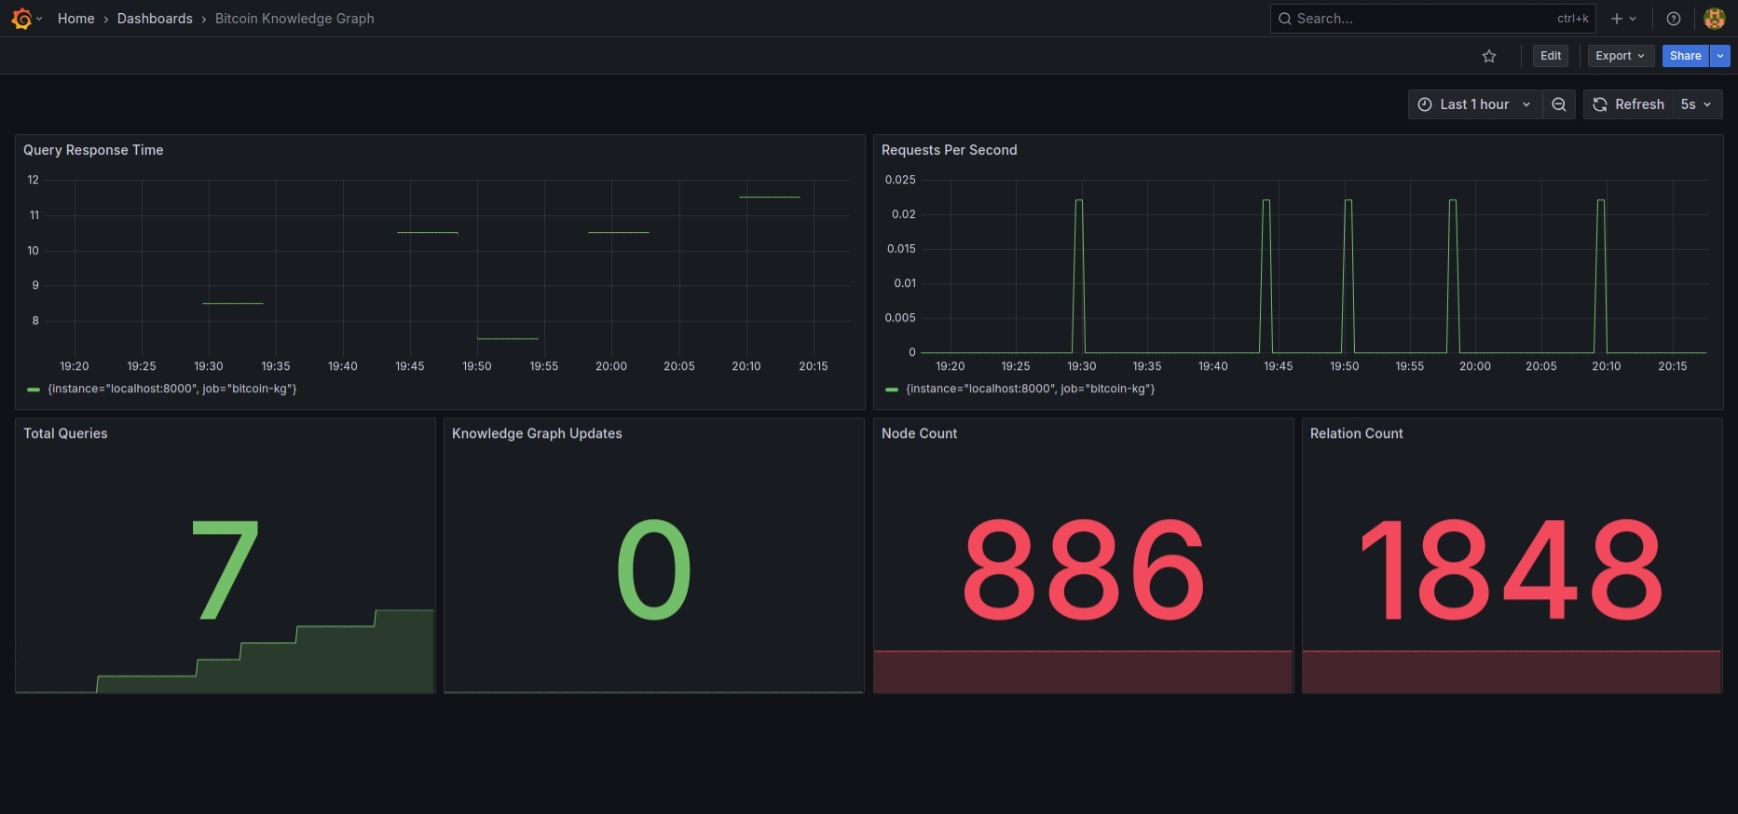 Home › Dashboards › Bitcoin Knowledge Graph
Search... ctrl+k
Edit Export Share
Last 1 hour Refresh 5s
Query Response Time
12
11
10
9
8
19:20 19:25 19:30 19:35 19:40 19:45 19:50 19:55 20:00 20:05 20:10 20:15
{instance="localhost:8000", job="bitcoin-kg"}
Requests Per Second
0.025
0.02
0.015
0.01
0.005
0
19:20 19:25 19:30 19:35 19:40 19:45 19:50 19:55 20:00 20:05 20:10 20:15
{instance="localhost:8000", job="bitcoin-kg"}
Total Queries
7
Knowledge Graph Updates
0
Node Count
886
Relation Count
1848